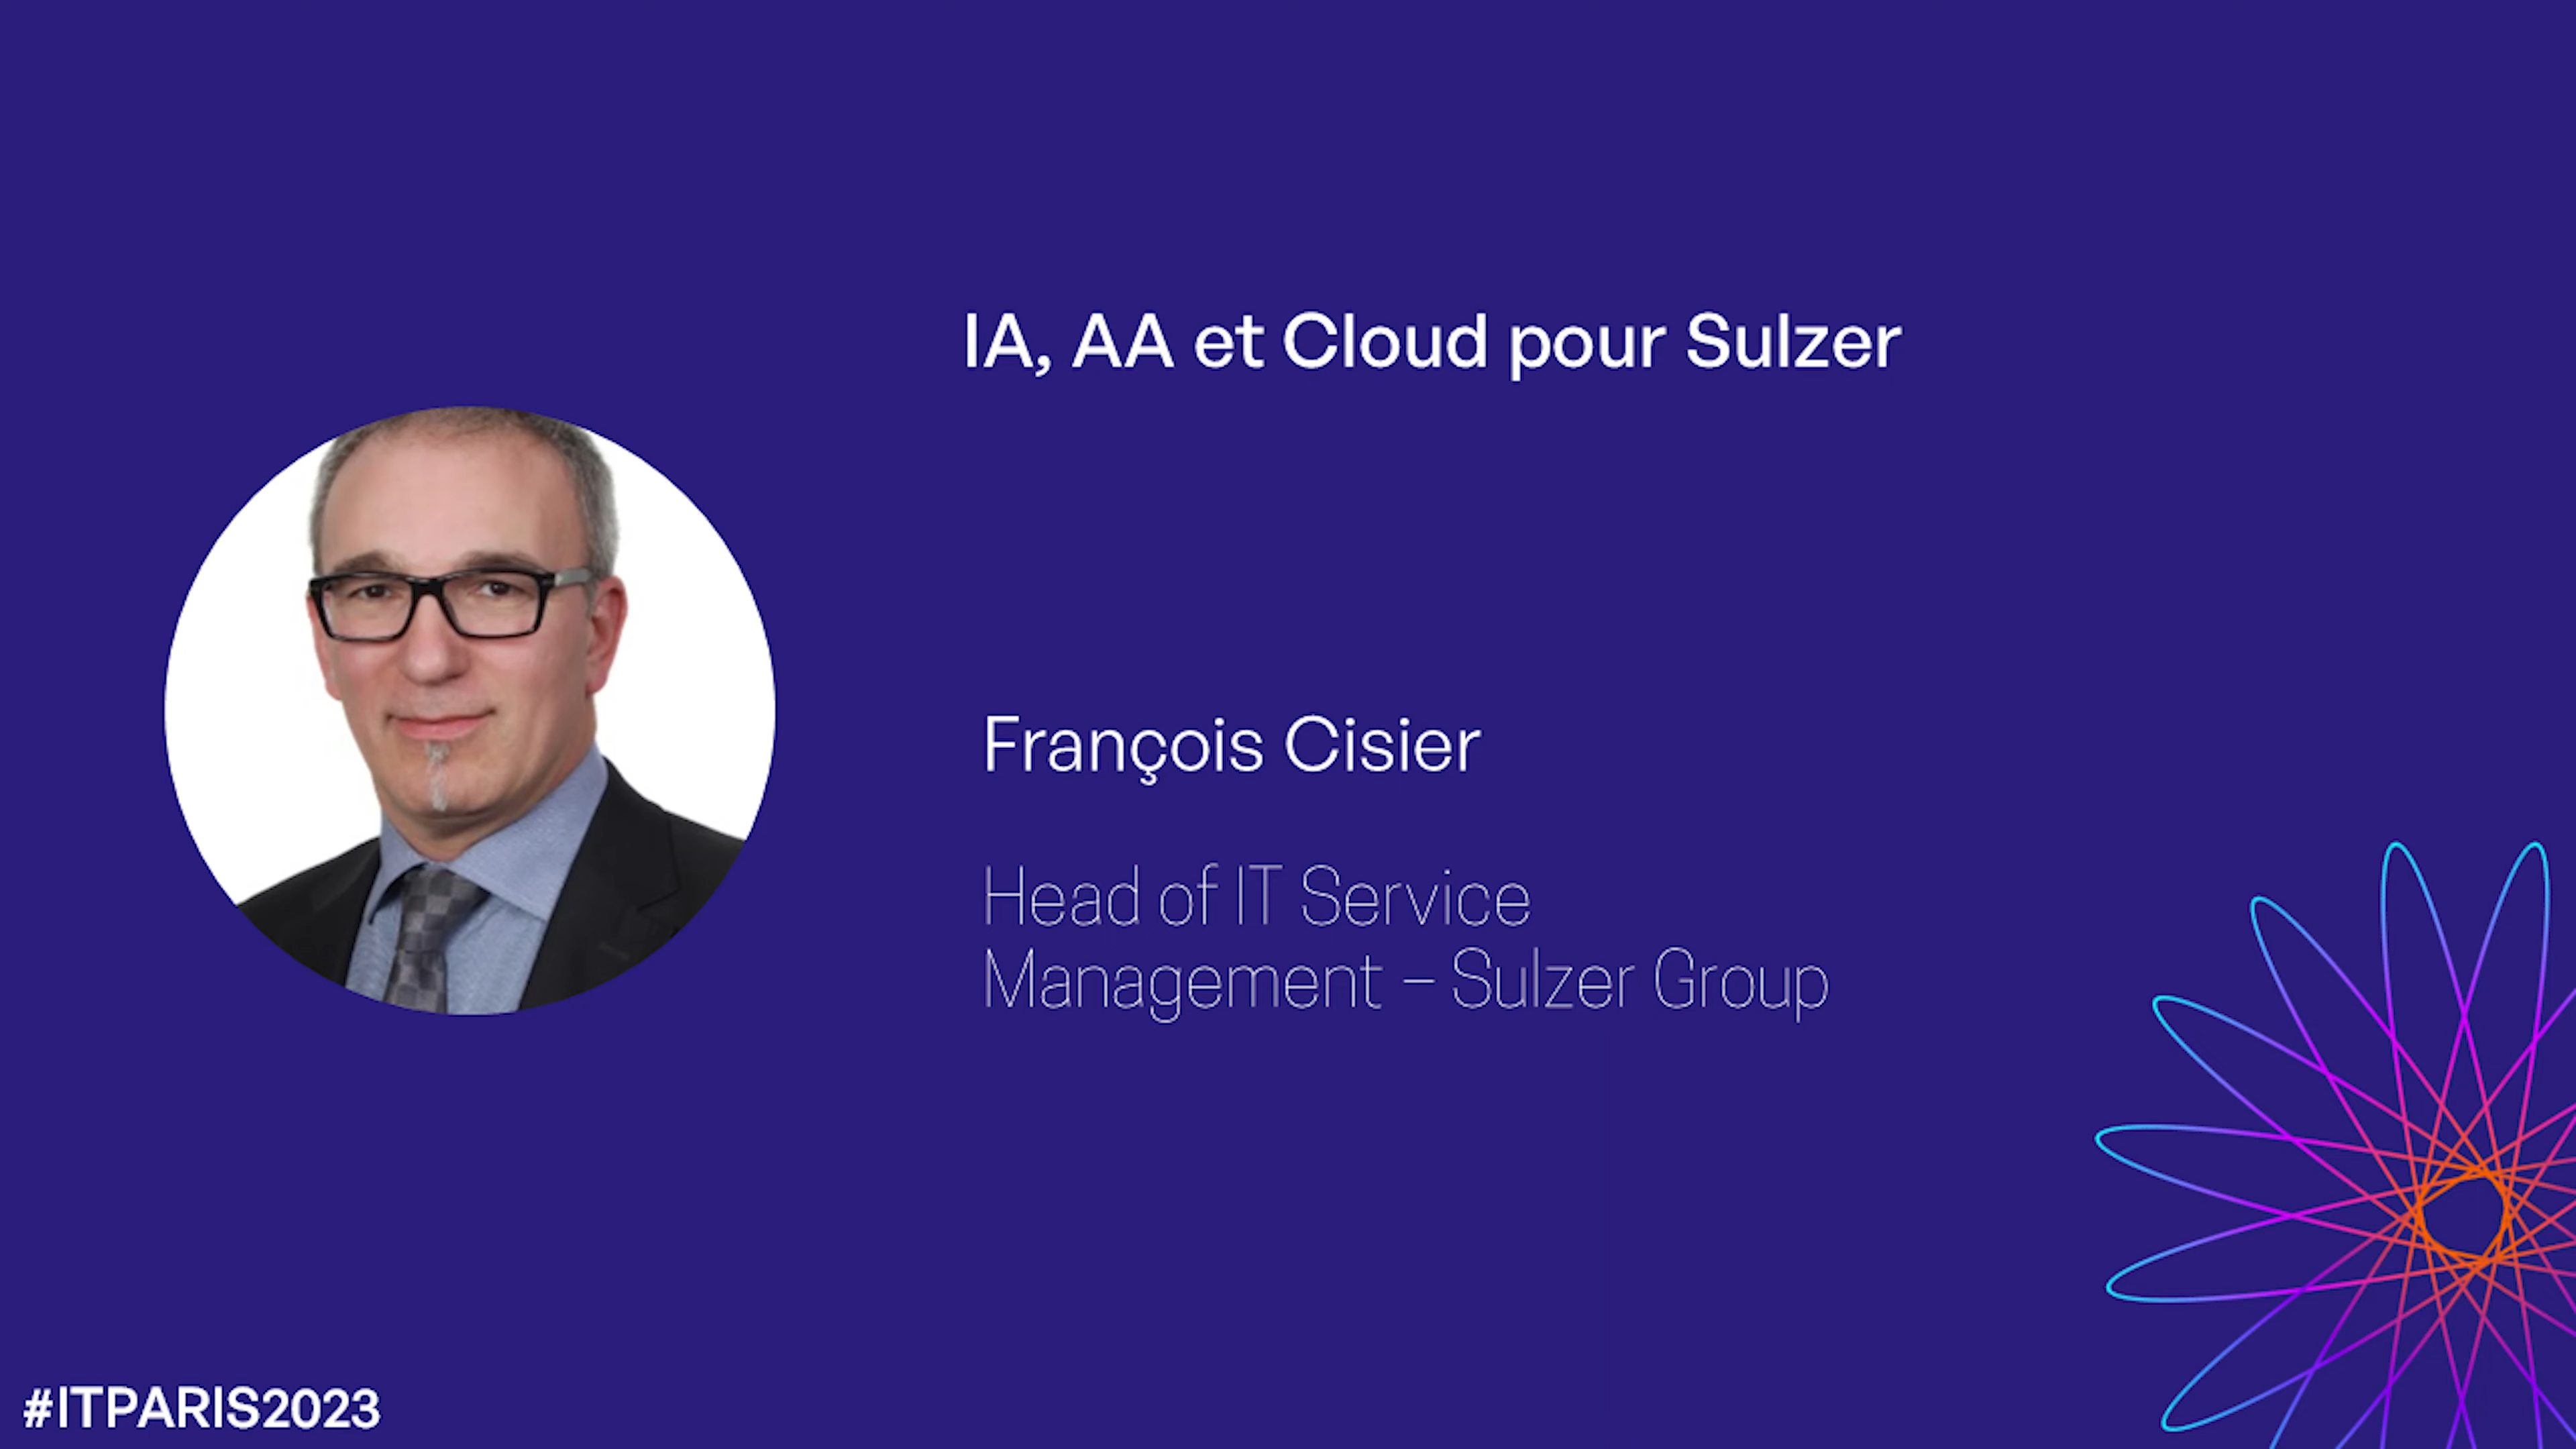 IA, AA et Cloud pour Sulzer
François Cisier
Head of IT Service
Management – Sulzer Group
#ITPARIS2023